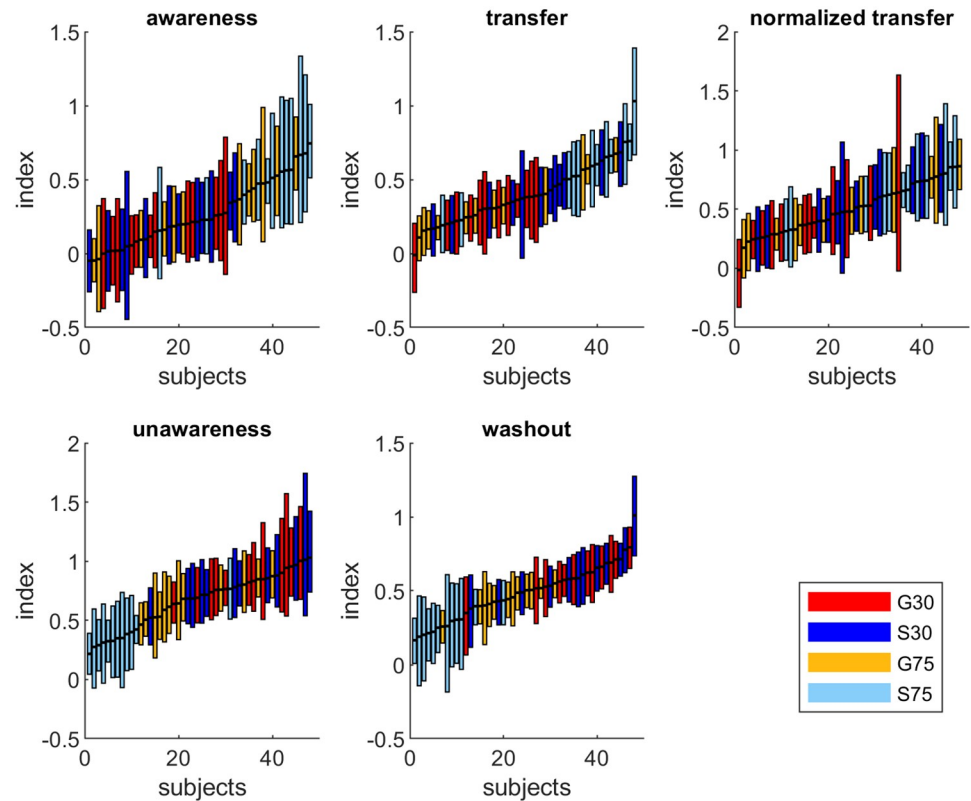 awareness
1.5
1
0.5
0
-0.5
index
0
20
40
subjects
transfer
1.5
1
0.5
0
-0.5
index
0
20
40
subjects
normalized transfer
2
1.5
1
0.5
0
-0.5
index
0
20
40
subjects
unawareness
2
1.5
1
0.5
0
-0.5
index
0
20
40
subjects
washout
1.5
1
0.5
0
-0.5
index
0
20
40
subjects
G30
S30
G75
S75